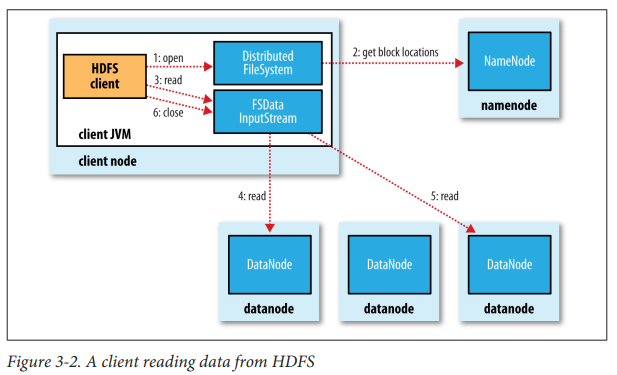 HDFS
client
1: open
3: read
6: close
Distributed
FileSystem
FSData
InputStream
client JVM
client node
2: get block locations
NameNode
namenode
4: read
5: read
DataNode
datanode
DataNode
datanode
DataNode
datanode
Figure 3-2. A client reading data from HDFS